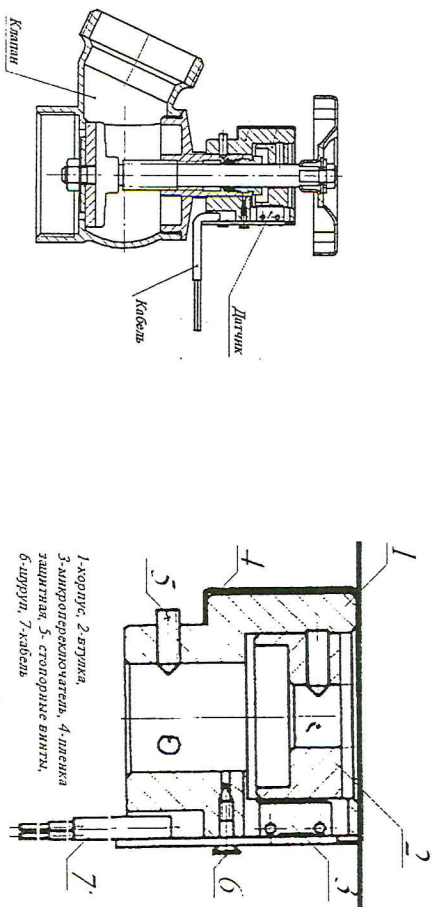 Клапан
Датчик
Кабель
1
2
3
4
5
6
7
1-корпус, 2-втулка,
3-микропереключатель, 4-пленка
защитная, 5- стопорные винты,
6-шуруп, 7-кабель